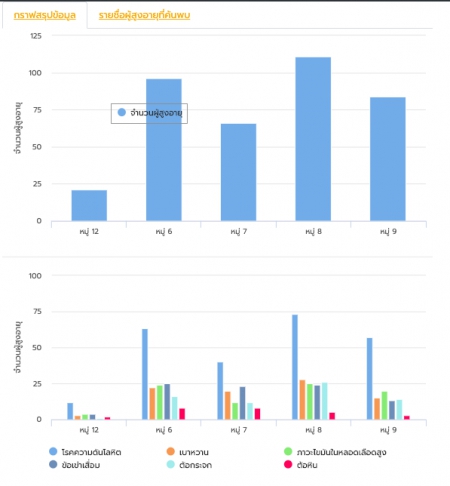 กราฟสรุปข้อมูล รายชื่อผู้สูงอายุที่ค้นพบ
125
100
75
50
25
0
จำนวนผู้สูงอายุ
จำนวนผู้สูงอายุ
หมู่ 12 หมู่ 6 หมู่ 7 หมู่ 8 หมู่ 9
100
75
50
25
0
จำนวนผู้สูงอายุ
หมู่ 12 หมู่ 6 หมู่ 7 หมู่ 8 หมู่ 9
โรคความดันโลหิต เบาหวาน ภาวะไขมันในหลอดเลือดสูง
ข้อเข่าเสื่อม ต้อกระจก ต้อหิน